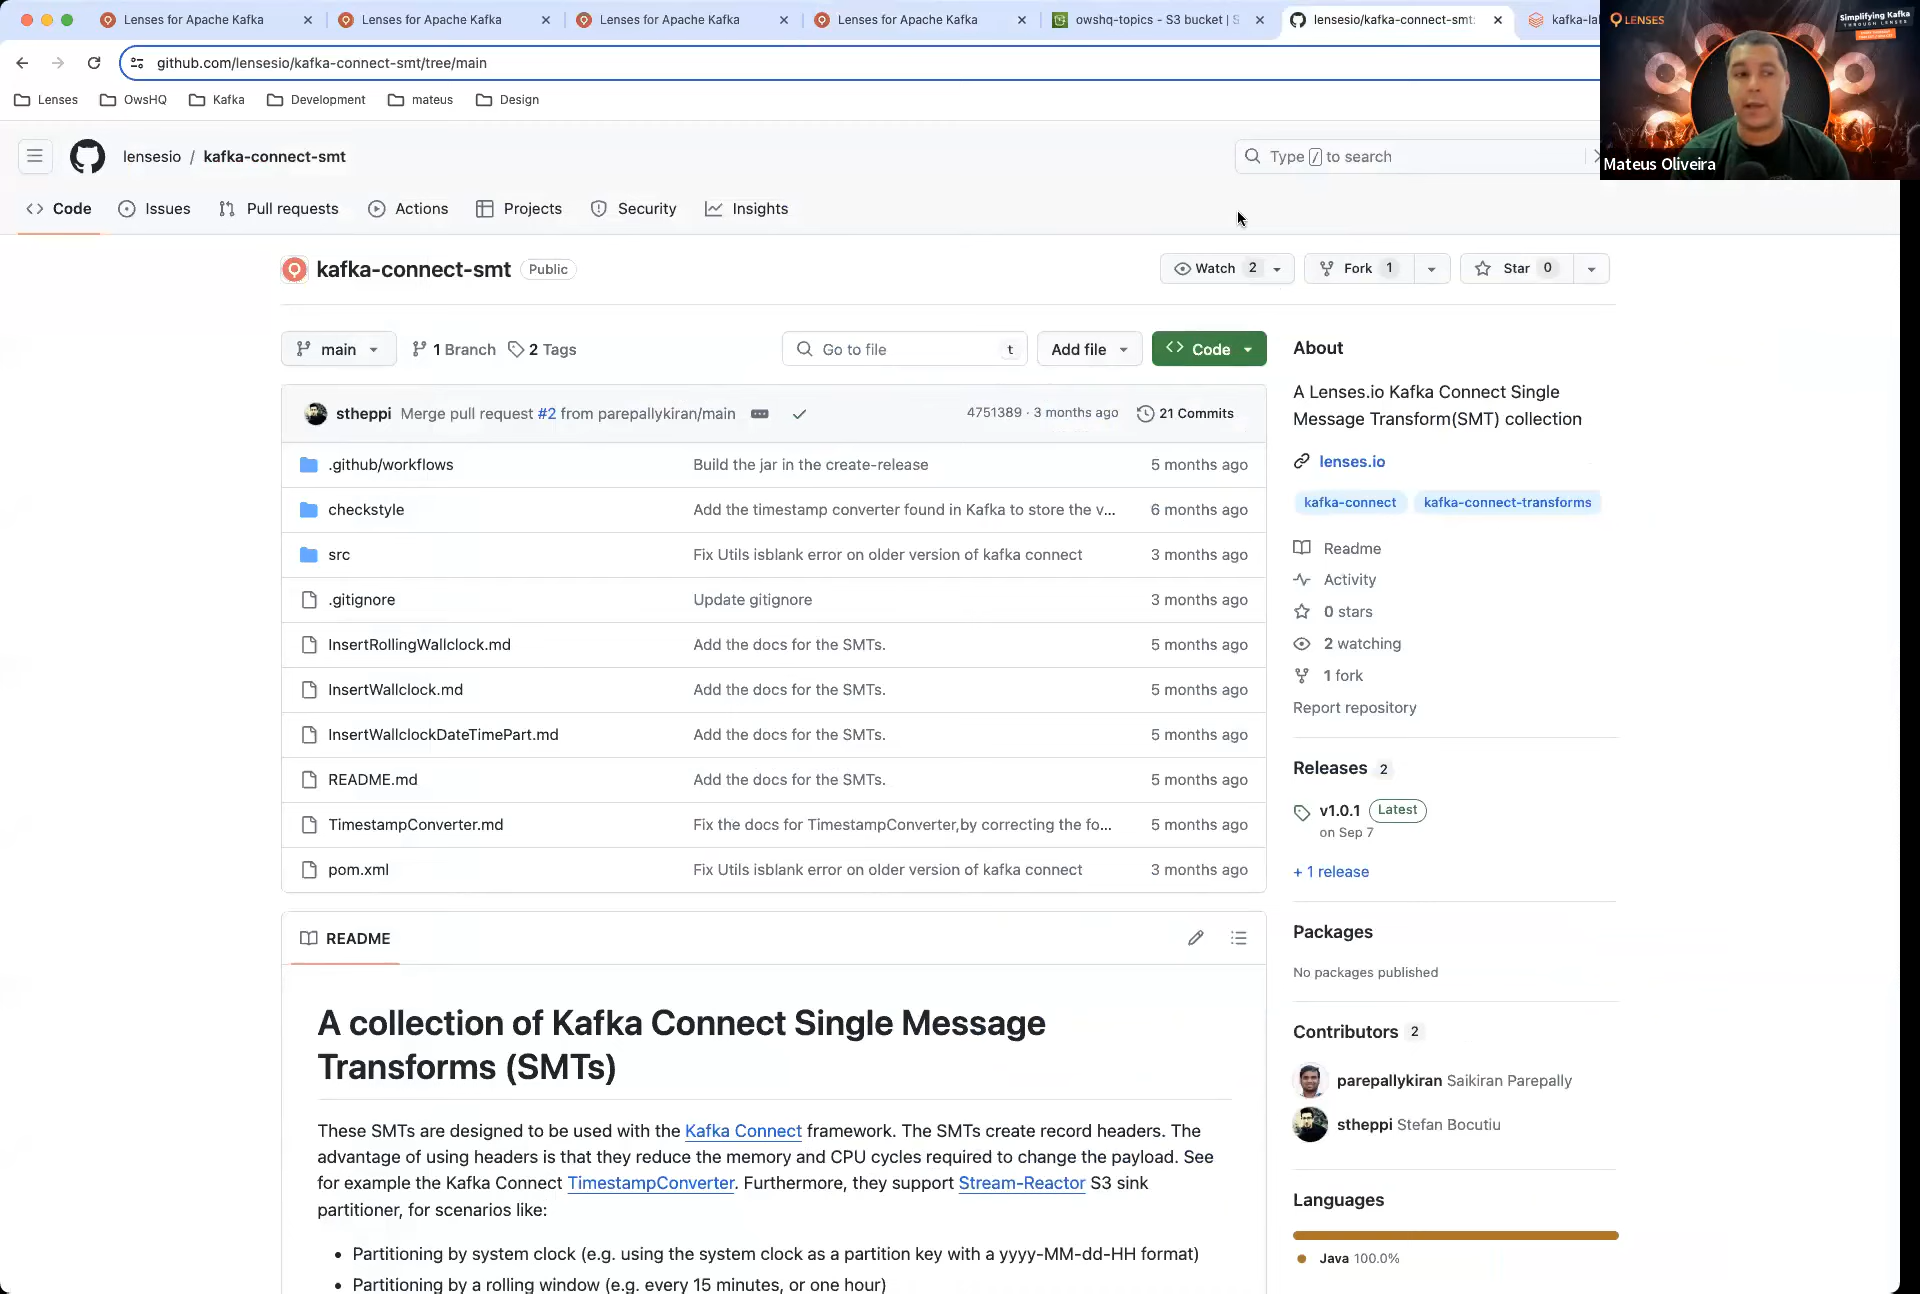 Lenses for Apache Kafka
Lenses for Apache Kafka
Lenses for Apache Kafka
Lenses for Apache Kafka
owshq-topics - S3 bucket | S
lensesio/kafka-connect-smt:
kafka-la
github.com/lensesio/kafka-connect-smt/tree/main
Lenses
OwsHQ
Kafka
Development
mateus
Design
LENSES
Simplifying Kafka
THROUGH LENSES
Mateus Oliveira
lensesio / kafka-connect-smt
Type / to search
Code
Issues
Pull requests
Actions
Projects
Security
Insights
kafka-connect-smt Public
Watch 2
Fork 1
Star 0
main
1 Branch
2 Tags
Go to file t
Add file
Code
stheppi Merge pull request #2 from parepallykiran/main
4751389 · 3 months ago
21 Commits
.github/workflows Build the jar in the create-release 5 months ago
checkstyle Add the timestamp converter found in Kafka to store the v... 6 months ago
src Fix Utils isblank error on older version of kafka connect 3 months ago
.gitignore Update gitignore 3 months ago
InsertRollingWallclock.md Add the docs for the SMTs. 5 months ago
InsertWallclock.md Add the docs for the SMTs. 5 months ago
InsertWallclockDateTimePart.md Add the docs for the SMTs. 5 months ago
README.md Add the docs for the SMTs. 5 months ago
TimestampConverter.md Fix the docs for TimestampConverter,by correcting the fo... 5 months ago
pom.xml Fix Utils isblank error on older version of kafka connect 3 months ago
README
A collection of Kafka Connect Single Message
Transforms (SMTs)
These SMTs are designed to be used with the Kafka Connect framework. The SMTs create record headers. The
advantage of using headers is that they reduce the memory and CPU cycles required to change the payload. See
for example the Kafka Connect TimestampConverter. Furthermore, they support Stream-Reactor S3 sink
partitioner, for scenarios like:
• Partitioning by system clock (e.g. using the system clock as a partition key with a yyyy-MM-dd-HH format)
• Partitioning by a rolling window (e.g. every 15 minutes, or one hour)
About
A Lenses.io Kafka Connect Single
Message Transform(SMT) collection
lenses.io
kafka-connect
kafka-connect-transforms
Readme
Activity
0 stars
2 watching
1 fork
Report repository
Releases 2
v1.0.1 Latest
on Sep 7
+ 1 release
Packages
No packages published
Contributors 2
parepallykiran Saikiran Parepally
stheppi Stefan Bocutiu
Languages
Java 100.0%